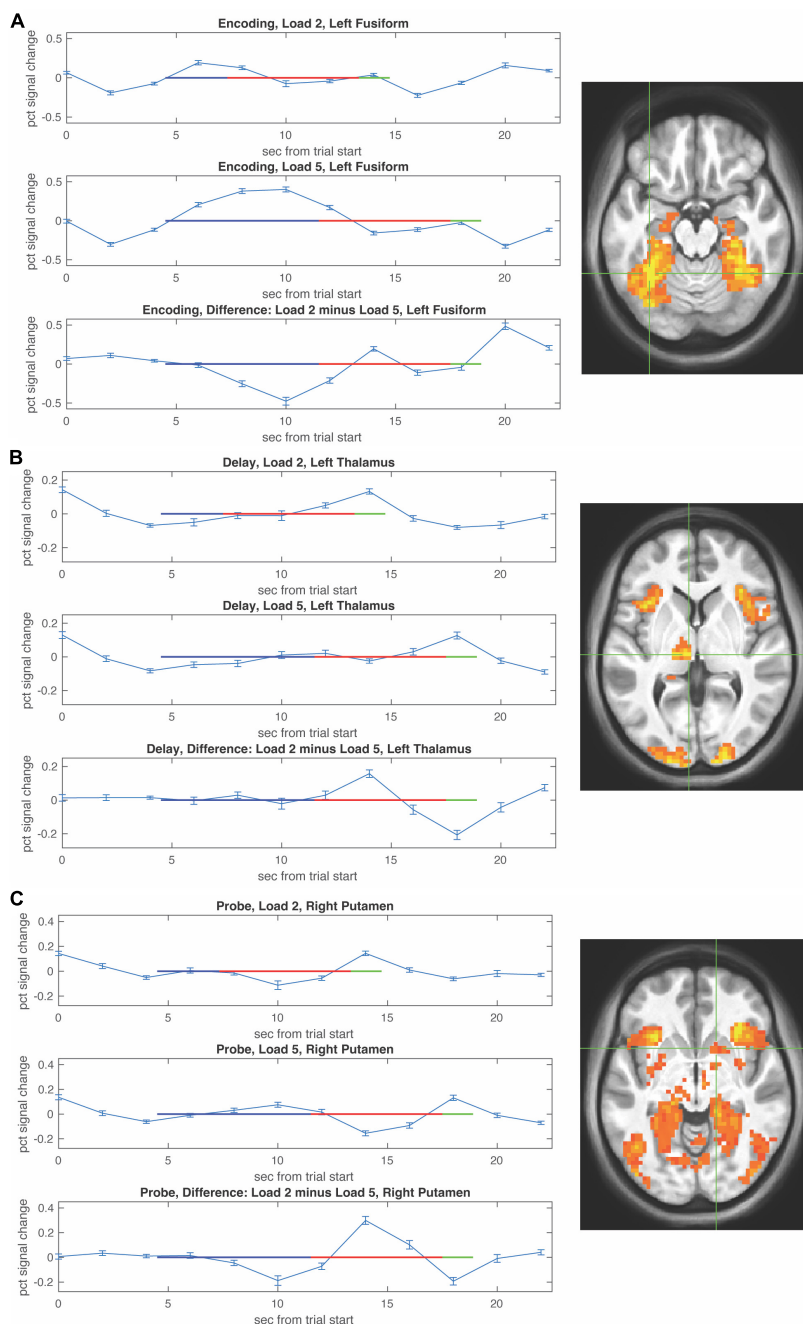 A
Encoding, Load 2, Left Fusiform
pct signal change
0.5
0
-0.5
0 5 10 15 20
sec from trial start
Encoding, Load 5, Left Fusiform
pct signal change
0.5
0
-0.5
0 5 10 15 20
sec from trial start
Encoding, Difference: Load 2 minus Load 5, Left Fusiform
pct signal change
0.5
0
-0.5
0 5 10 15 20
sec from trial start
B
Delay, Load 2, Left Thalamus
pct signal change
0.2
0
-0.2
0 5 10 15 20
sec from trial start
Delay, Load 5, Left Thalamus
pct signal change
0.2
0
-0.2
0 5 10 15 20
sec from trial start
Delay, Difference: Load 2 minus Load 5, Left Thalamus
pct signal change
0.2
0
-0.2
0 5 10 15 20
sec from trial start
C
Probe, Load 2, Right Putamen
pct signal change
0.4
0.2
0
-0.2
0 5 10 15 20
sec from trial start
Probe, Load 5, Right Putamen
pct signal change
0.4
0.2
0
-0.2
0 5 10 15 20
sec from trial start
Probe, Difference: Load 2 minus Load 5, Right Putamen
pct signal change
0.4
0.2
0
-0.2
0 5 10 15 20
sec from trial start